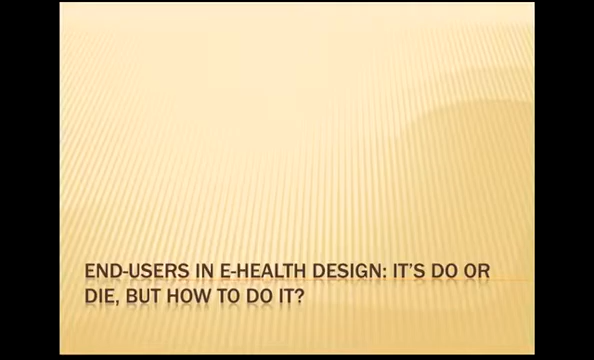 END-USERS IN E-HEALTH DESIGN: IT'S DO OR
DIE, BUT HOW TO DO IT?